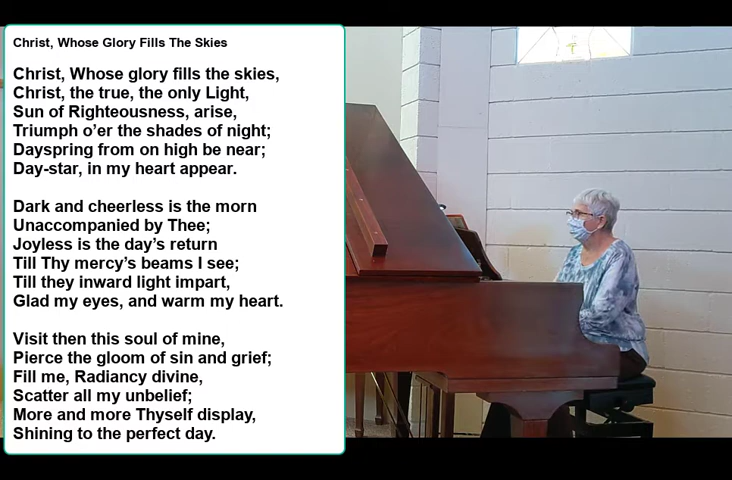 Christ, Whose Glory Fills The Skies
Christ, Whose glory fills the skies,
Christ, the true, the only Light,
Sun of Righteousness, arise,
Triumph o’er the shades of night;
Dayspring from on high be near;
Day-star, in my heart appear.
Dark and cheerless is the morn
Unaccompanied by Thee;
Joyless is the day’s return
Till Thy mercy’s beams I see;
Till they inward light impart,
Glad my eyes, and warm my heart.
Visit then this soul of mine,
Pierce the gloom of sin and grief;
Fill me, Radiancy divine,
Scatter all my unbelief;
More and more Thyself display,
Shining to the perfect day.